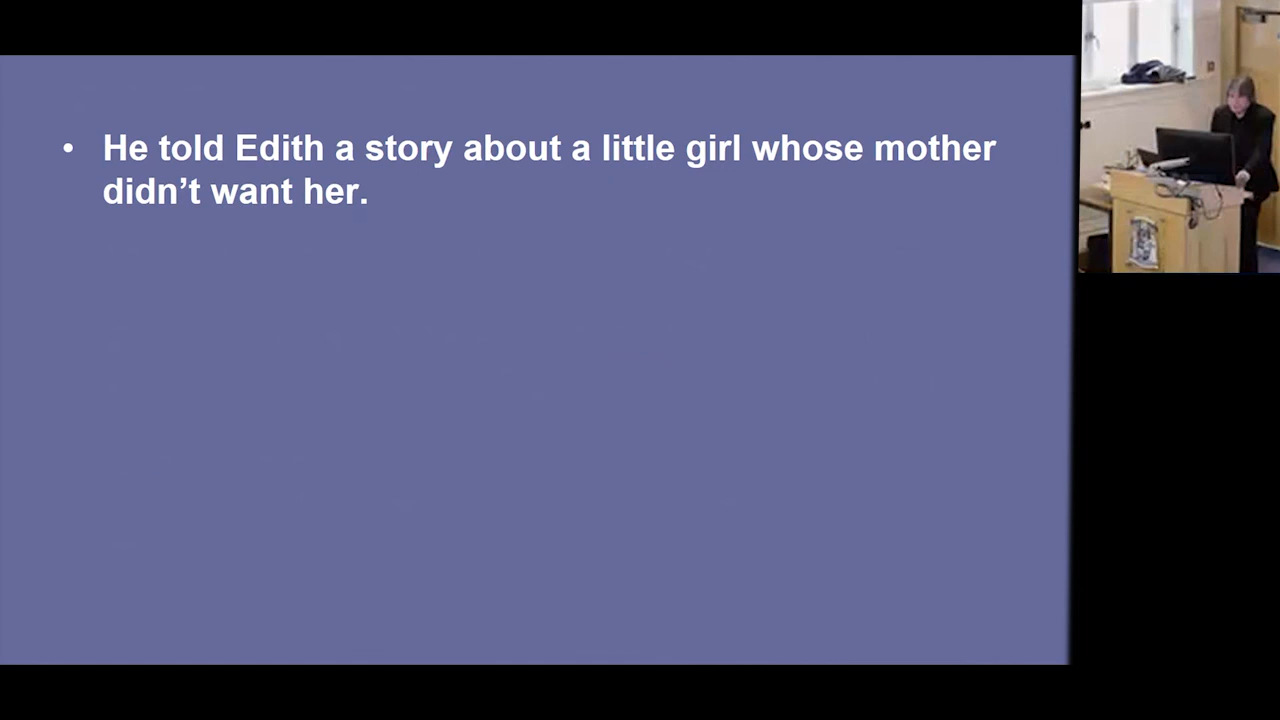 • He told Edith a story about a little girl whose mother
didn’t want her.